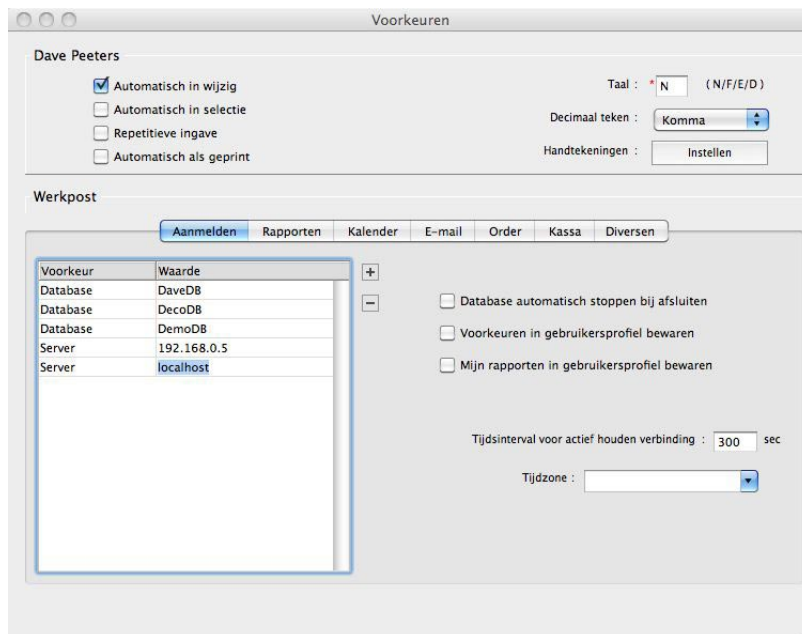 Voorkeuren
Dave Peeters
Automatisch in wijzig
Automatisch in selectie
Repetitieve ingave
Automatisch als geprint
Taal : * N ( N/F/E/D )
Decimaal teken : Komma
Handtekeningen : Instellen
Werkpost
Aanmelden Rapporten Kalender E-mail Order Kassa Diversen
Voorkeur Waarde
Database DaveDB
Database DecoDB
Database DemoDB
Server 192.168.0.5
Server localhost
+
−
Database automatisch stoppen bij afsluiten
Voorkeuren in gebruikersprofiel bewaren
Mijn rapporten in gebruikersprofiel bewaren
Tijdsinterval voor actief houden verbinding : 300 sec
Tijdzone :